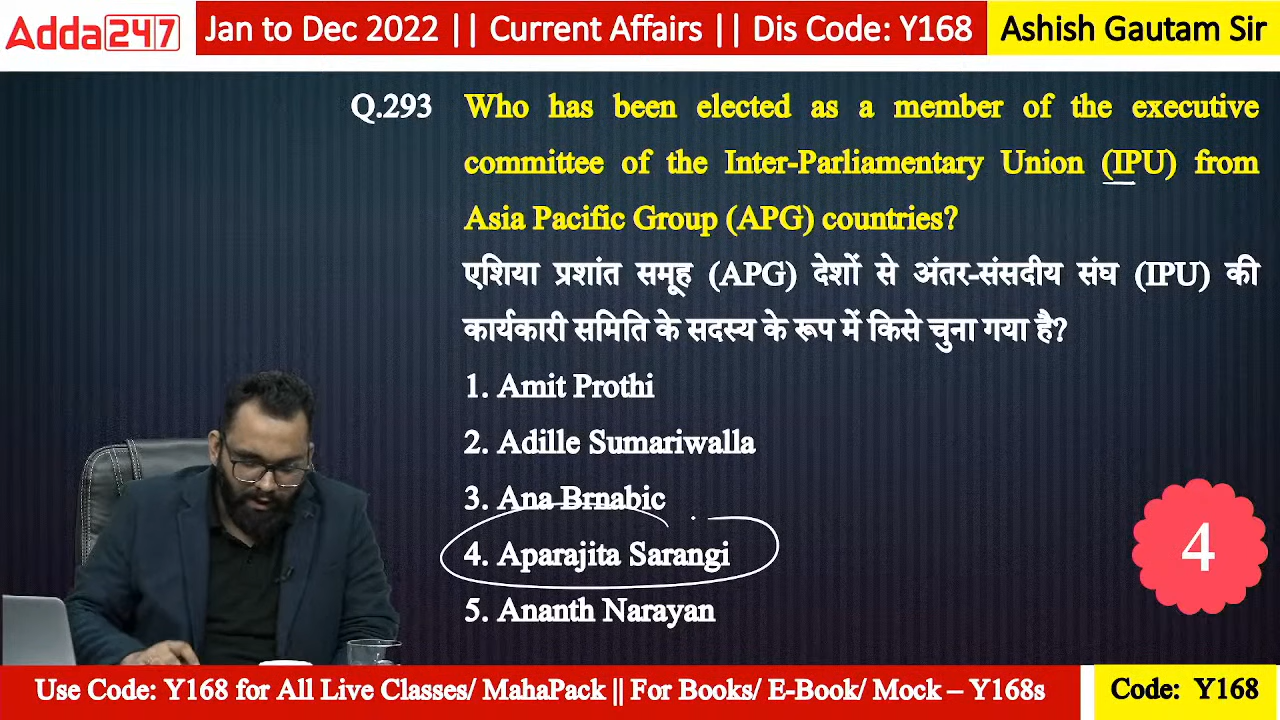 Adda247 Jan to Dec 2022 || Current Affairs || Dis Code: Y168 Ashish Gautam Sir
Q.293 Who has been elected as a member of the executive
committee of the Inter-Parliamentary Union (IPU) from
Asia Pacific Group (APG) countries?
एशिया प्रशांत समूह (APG) देशों से अंतर-संसदीय संघ (IPU) की
कार्यकारी समिति के सदस्य के रूप में किसे चुना गया है?
1. Amit Prothi
2. Adille Sumariwalla
3. Ana Brnabic
4. Aparajita Sarangi
5. Ananth Narayan
4
Use Code: Y168 for All Live Classes/ MahaPack || For Books/ E-Book/ Mock – Y168s
Code: Y168